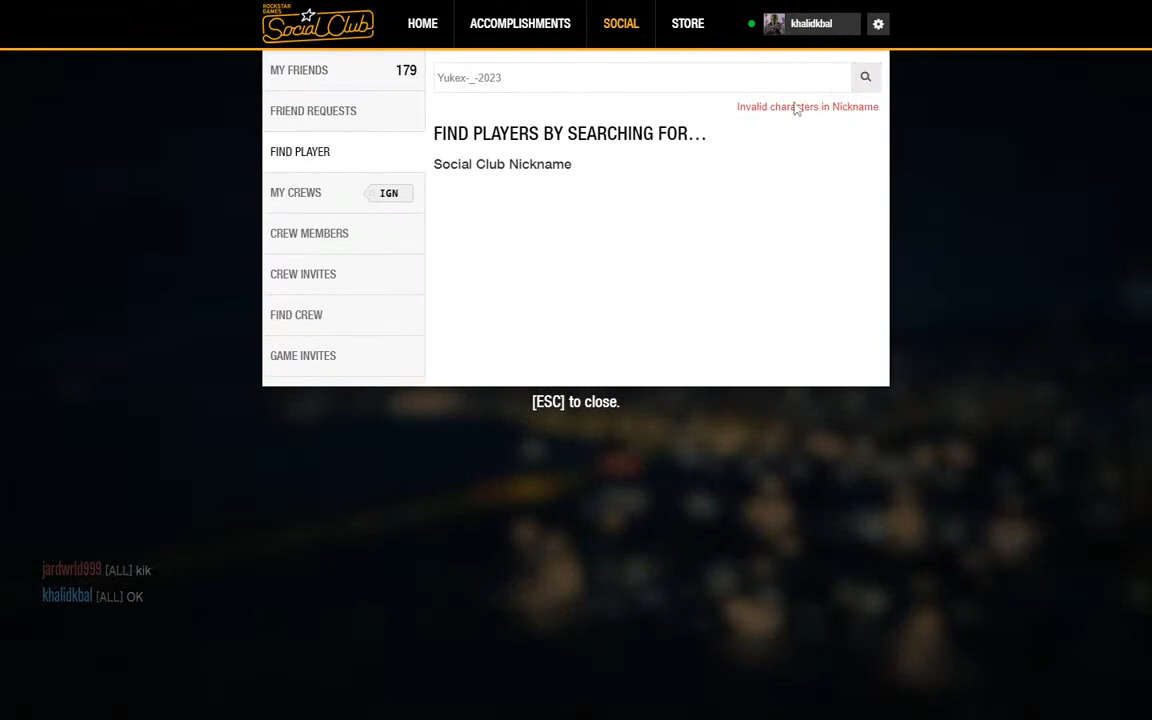 ROCKSTAR
GAMES
Social Club
HOME ACCOMPLISHMENTS SOCIAL STORE khalidkbal
MY FRIENDS 179
Yukex-_-2023
Invalid characters in Nickname
FRIEND REQUESTS
FIND PLAYERS BY SEARCHING FOR...
FIND PLAYER
Social Club Nickname
MY CREWS IGN
CREW MEMBERS
CREW INVITES
FIND CREW
GAME INVITES
[ESC] to close.
jardwrld999 [ALL] kik
khalidkbal [ALL] OK